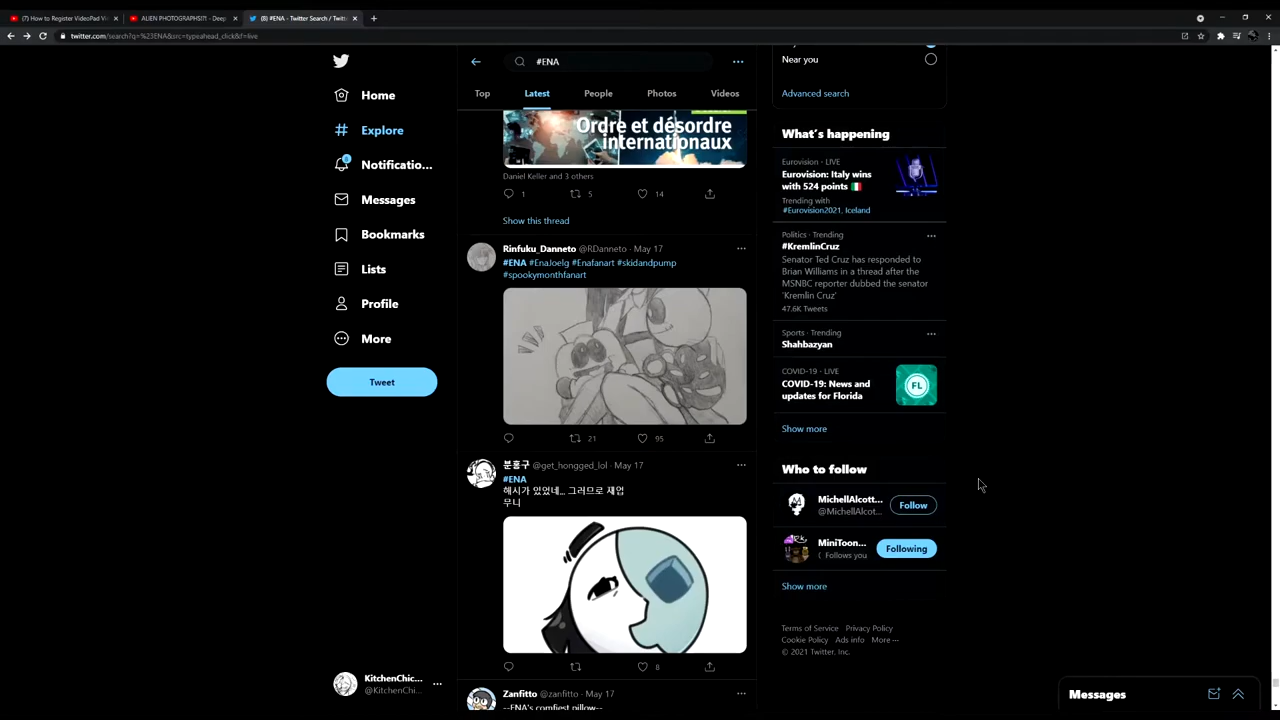 (7) How to Register VideoPad Vi
ALIEN PHOTOGRAPHS!?! - Deep
(8) #ENA - Twitter Search / Twitt
twitter.com/search?q=%23ENA&src=typeahead_click&f=live
Home
Explore
Notificatio...
Messages
Bookmarks
Lists
Profile
More
Tweet
KitchenChic...
@KitchenChi...
#ENA
Top
Latest
People
Photos
Videos
Ordre et désordre
internationaux
Daniel Keller and 3 others
1
5
14
Show this thread
Rinfuku_Danneto @RDanneto · May 17
#ENA #EnaJoelg #Enafanart #skidandpump
#spookymonthfanart
21
95
분홍구 @get_hongged_lol · May 17
#ENA
해시가 있었네... 그러므로 재업
무니
8
Zanfitto @zanfitto · May 17
--ENA's comfiest pillow--
Near you
Advanced search
What's happening
Eurovision · LIVE
Eurovision: Italy wins
with 524 points
Trending with
#Eurovision2021, Iceland
Politics · Trending
#KremlinCruz
Senator Ted Cruz has responded to
Brian Williams in a thread after the
MSNBC reporter dubbed the senator
'Kremlin Cruz'
47.6K Tweets
Sports · Trending
Shahbazyan
COVID-19 · LIVE
COVID-19: News and
updates for Florida
FL
Show more
Who to follow
MichellAlcott...
@MichellAlcot...
Follow
MiniToon...
Follows you
Following
Show more
Terms of Service Privacy Policy
Cookie Policy Ads info More ···
© 2021 Twitter, Inc.
Messages